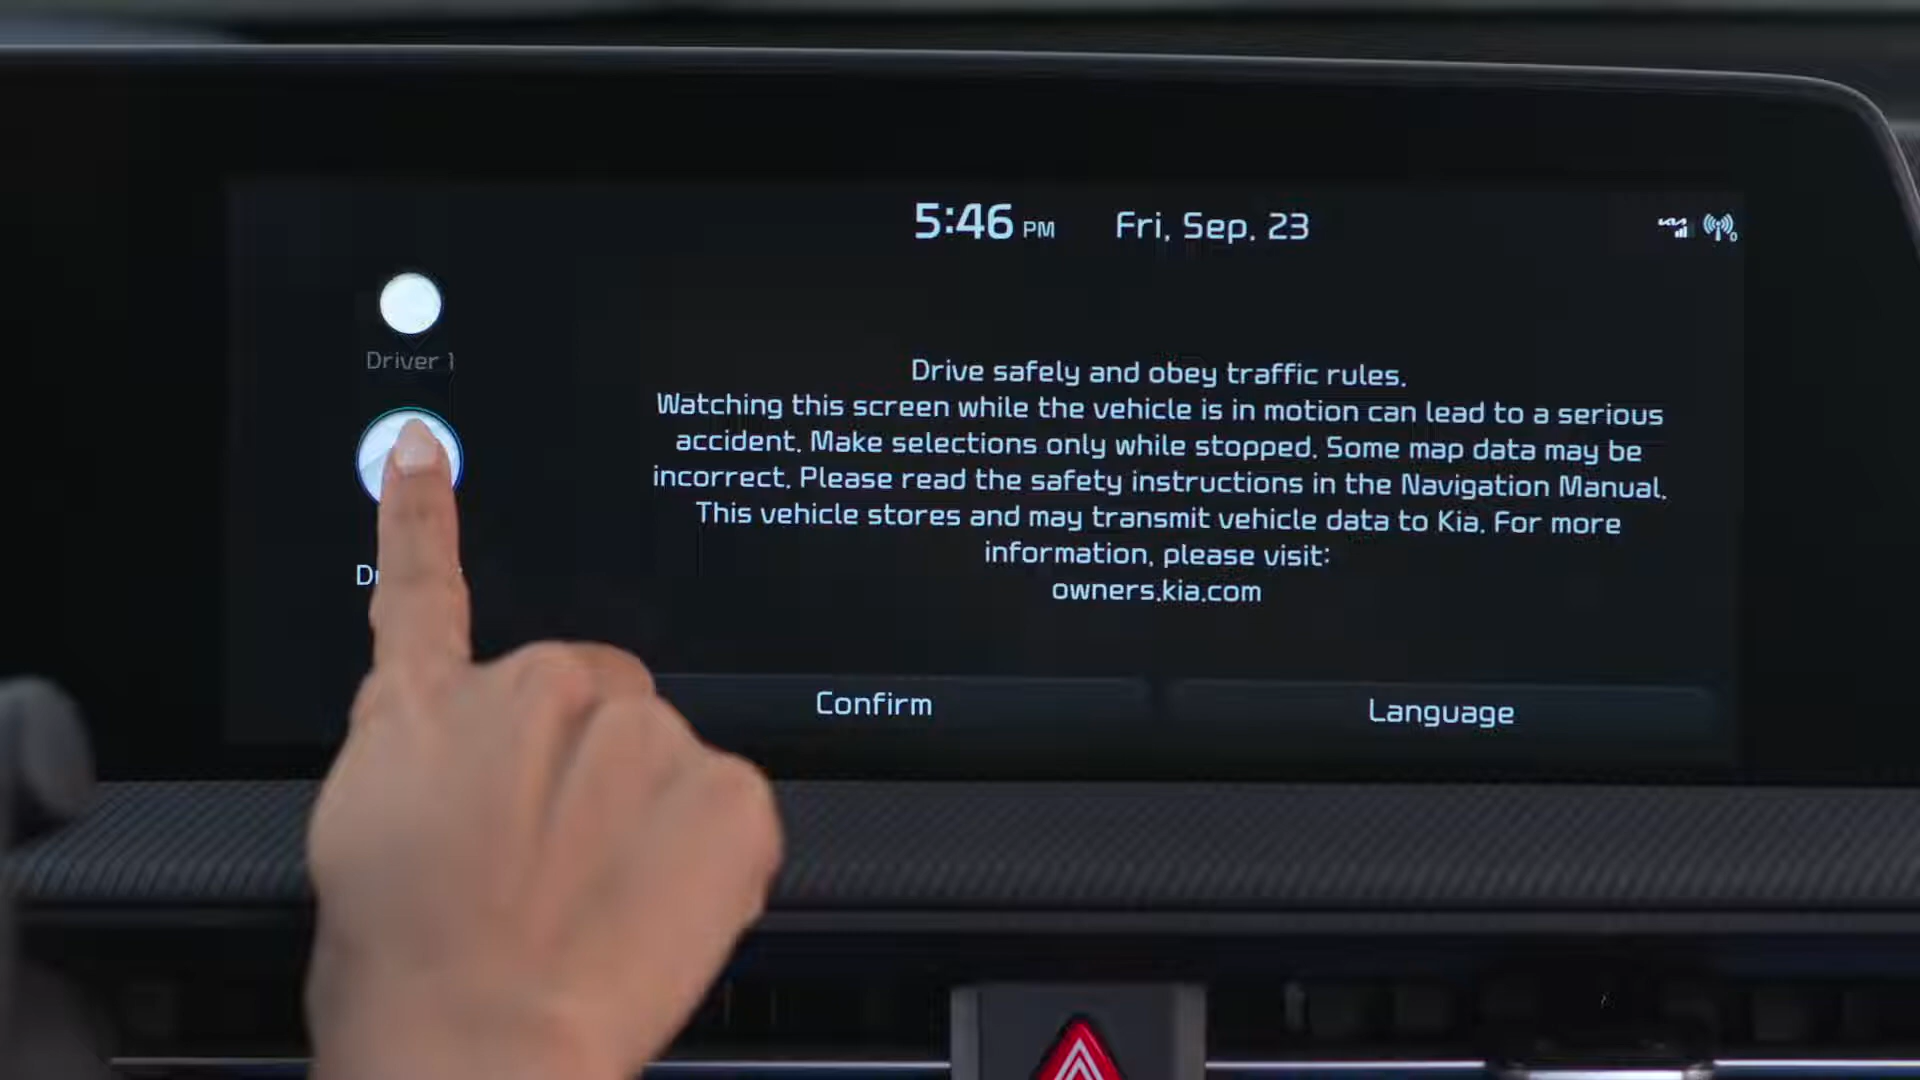 5:46 PM Fri, Sep. 23
Driver 1
Drive safely and obey traffic rules.
Watching this screen while the vehicle is in motion can lead to a serious
accident. Make selections only while stopped. Some map data may be
incorrect. Please read the safety instructions in the Navigation Manual.
This vehicle stores and may transmit vehicle data to Kia. For more
information, please visit:
owners.kia.com
Confirm
Language